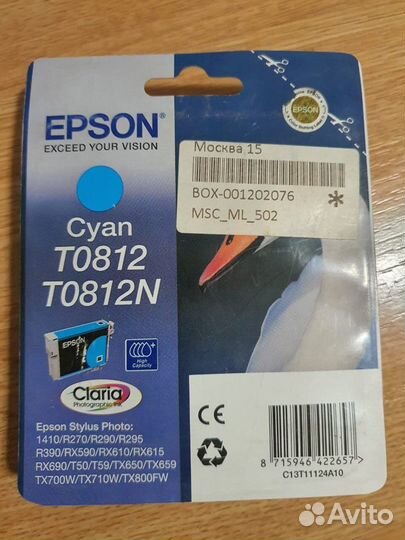 EPSON®
EXCEED YOUR VISION
Cyan
T0812
T0812N
Москва 15
BOX-001202076
MSC_ML_502
*
EPSON
High
Capacity
Claria
Photographic Ink
Epson Stylus Photo:
1410/R270/R290/R295
R390/RX590/RX610/RX615
RX690/T50/T59/TX650/TX659
TX700W/TX710W/TX800FW
CE
8 715946 422657 >
C13T11124A10
Avito